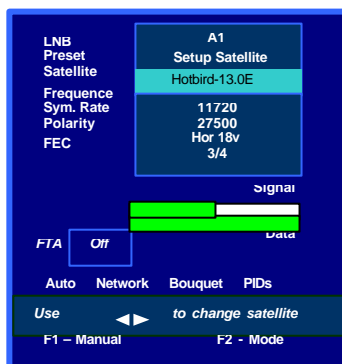 LNB A1
Preset Setup Satellite
Satellite Hotbird-13.0E
Frequence 11720
Sym. Rate 27500
Polarity Hor 18v
FEC 3/4
Signal
Data
FTA Off
Auto Network Bouquet PIDs
Use ◄► to change satellite
F1 – Manual F2 - Mode